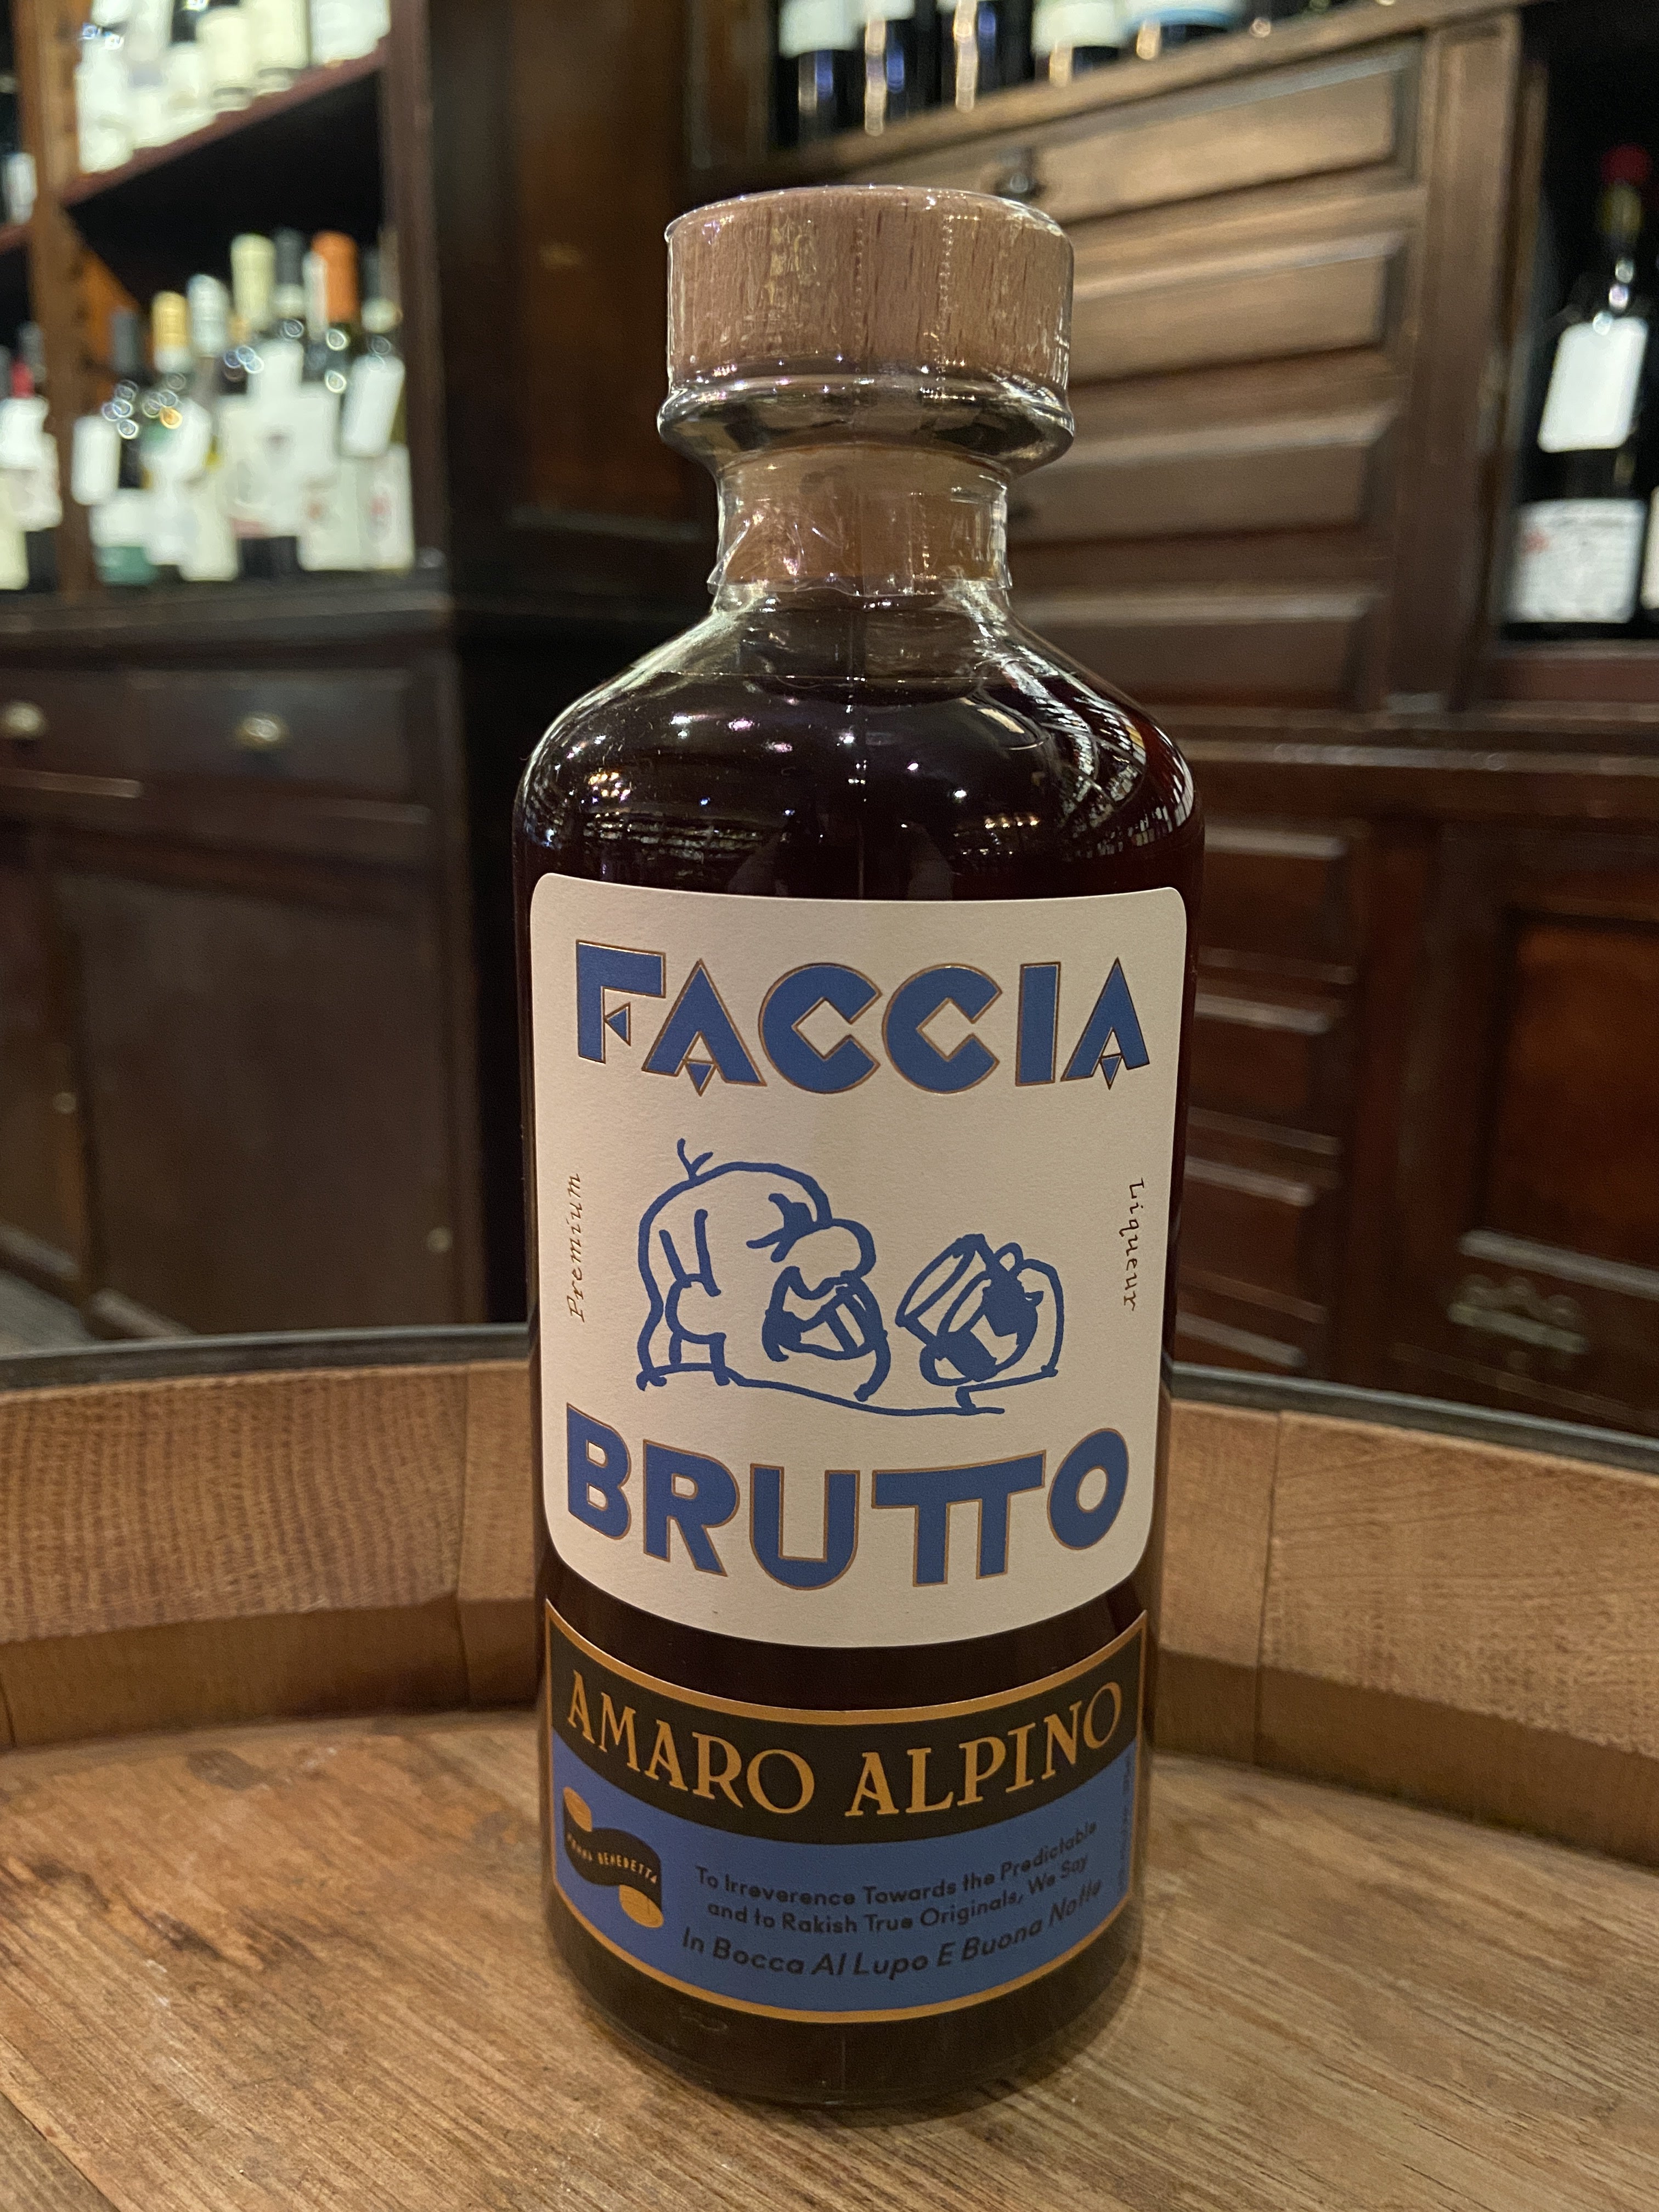 FACCIA
Premium
Liqueur
BRUTTO
AMARO ALPINO
To Irreverence Towards the Predictable
and to Rakish True Originals, We Say
In Bocca Al Lupo E Buona Notte
BENEDETTA